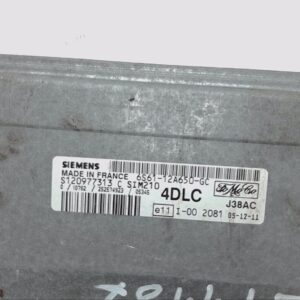 SIEMENS
MADE IN FRANCE 6S61-12A650-GC
S120977313 C SIM210
4DLC
J38AC
e11 I-00 2081 05-12-11